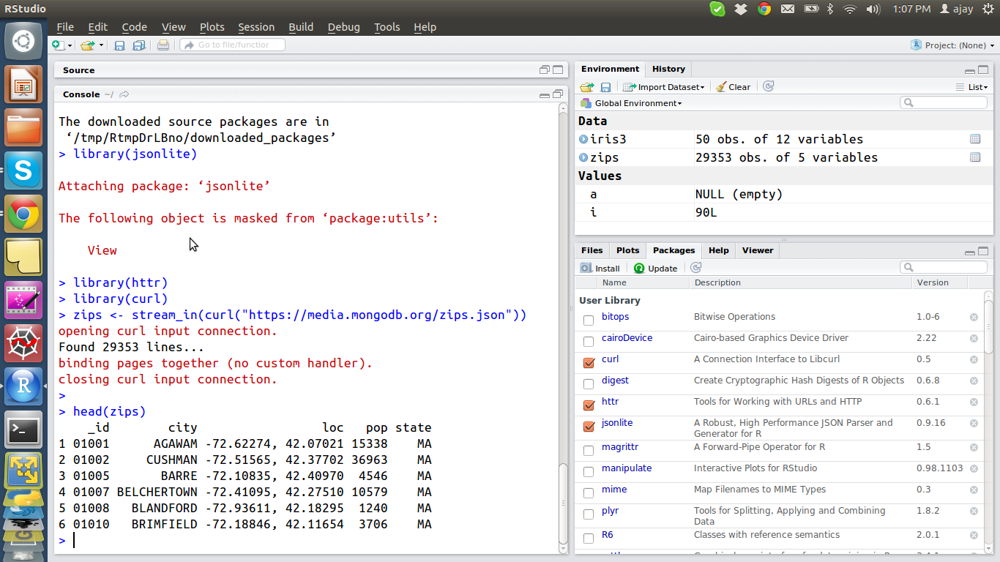 RStudio
1:07 PM ajay
File Edit Code View Plots Session Build Debug Tools Help
Go to file/function
Project: (None)
Source
Console ~/
The downloaded source packages are in
‘/tmp/RtmpDrLBno/downloaded_packages’
> library(jsonlite)
Attaching package: ‘jsonlite’
The following object is masked from ‘package:utils’:
View
> library(httr)
> library(curl)
> zips <- stream_in(curl("https://media.mongodb.org/zips.json"))
opening curl input connection.
Found 29353 lines...
binding pages together (no custom handler).
closing curl input connection.
>
> head(zips)
_id city loc pop state
1 01001 AGAWAM -72.62274, 42.07021 15338 MA
2 01002 CUSHMAN -72.51565, 42.37702 36963 MA
3 01005 BARRE -72.10835, 42.40970 4546 MA
4 01007 BELCHERTOWN -72.41095, 42.27510 10579 MA
5 01008 BLANDFORD -72.93611, 42.18295 1240 MA
6 01010 BRIMFIELD -72.18846, 42.11654 3706 MA
>
Environment History
Import Dataset Clear List
Global Environment
Data
iris3 50 obs. of 12 variables
zips 29353 obs. of 5 variables
Values
a NULL (empty)
i 90L
Files Plots Packages Help Viewer
Install Update
Name Description Version
User Library
bitops Bitwise Operations 1.0-6
cairoDevice Cairo-based Graphics Device Driver 2.22
curl A Connection Interface to Libcurl 0.5
digest Create Cryptographic Hash Digests of R Objects 0.6.8
httr Tools for Working with URLs and HTTP 0.6.1
jsonlite A Robust, High Performance JSON Parser and
Generator for R 0.9.16
magrittr A Forward-Pipe Operator for R 1.5
manipulate Interactive Plots for RStudio 0.98.1103
mime Map Filenames to MIME Types 0.3
plyr Tools for Splitting, Applying and Combining
Data 1.8.2
R6 Classes with reference semantics 2.0.1